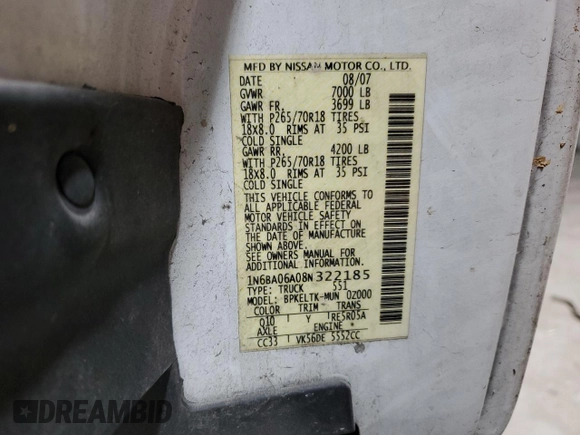 MFD BY NISSAN MOTOR CO., LTD.
DATE 08/07
GVWR 7000 LB
GAWR FR. 3699 LB
WITH P265/70R18 TIRES
18X8.0 RIMS AT 35 PSI
COLD SINGLE
GAWR RR. 4200 LB
WITH P265/70R18 TIRES
18X8.0 RIMS AT 35 PSI
COLD SINGLE
THIS VEHICLE CONFORMS TO
ALL APPLICABLE FEDERAL
MOTOR VEHICLE SAFETY
STANDARDS IN EFFECT ON
THE DATE OF MANUFACTURE
SHOWN ABOVE.
SEE OWNERS MANUAL FOR
ADDITIONAL INFORMATION
1N6BA06A08N322185
TYPE: TRUCK 551
MODEL: BPKELTK-MUN 0Z000
COLOR TRIM TRANS
Q10 Y RE5R05A
AXLE ENGINE
CC33 VK56DE 5552CC
DREAMBID